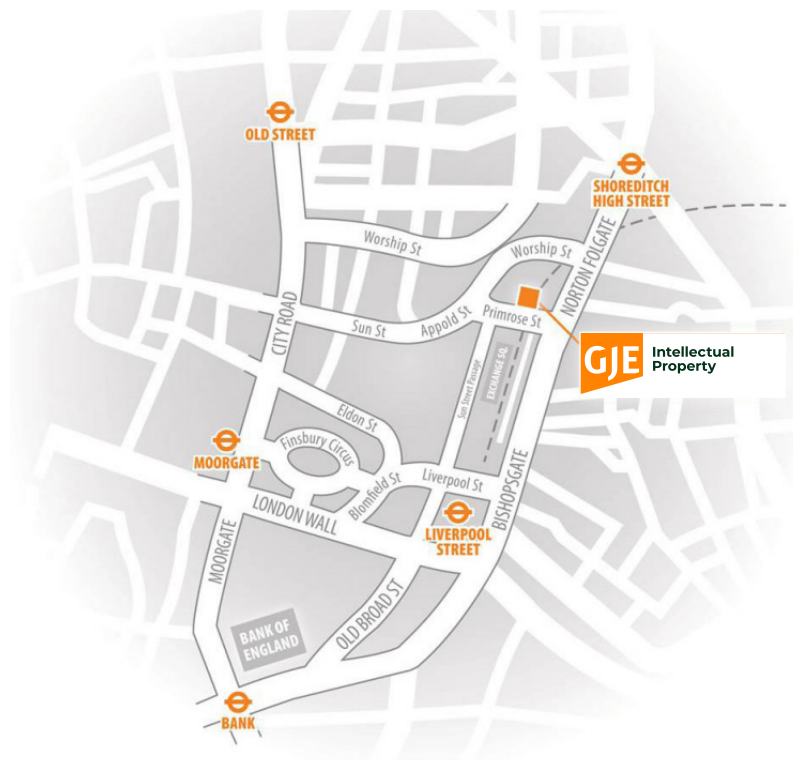 OLD STREET
SHOREDITCH
HIGH STREET
Worship St
Worship St
NORTON FOLGATE
CITY ROAD
Sun St
Appold St
Primrose St
GJE
Intellectual
Property
Sun Street Passage
EXCHANGE SQ.
Eldon St
Finsbury Circus
MOORGATE
Blomfield St
Liverpool St
BISHOPSGATE
LONDON WALL
LIVERPOOL
STREET
MOORGATE
OLD BROAD ST
BANK OF
ENGLAND
BANK